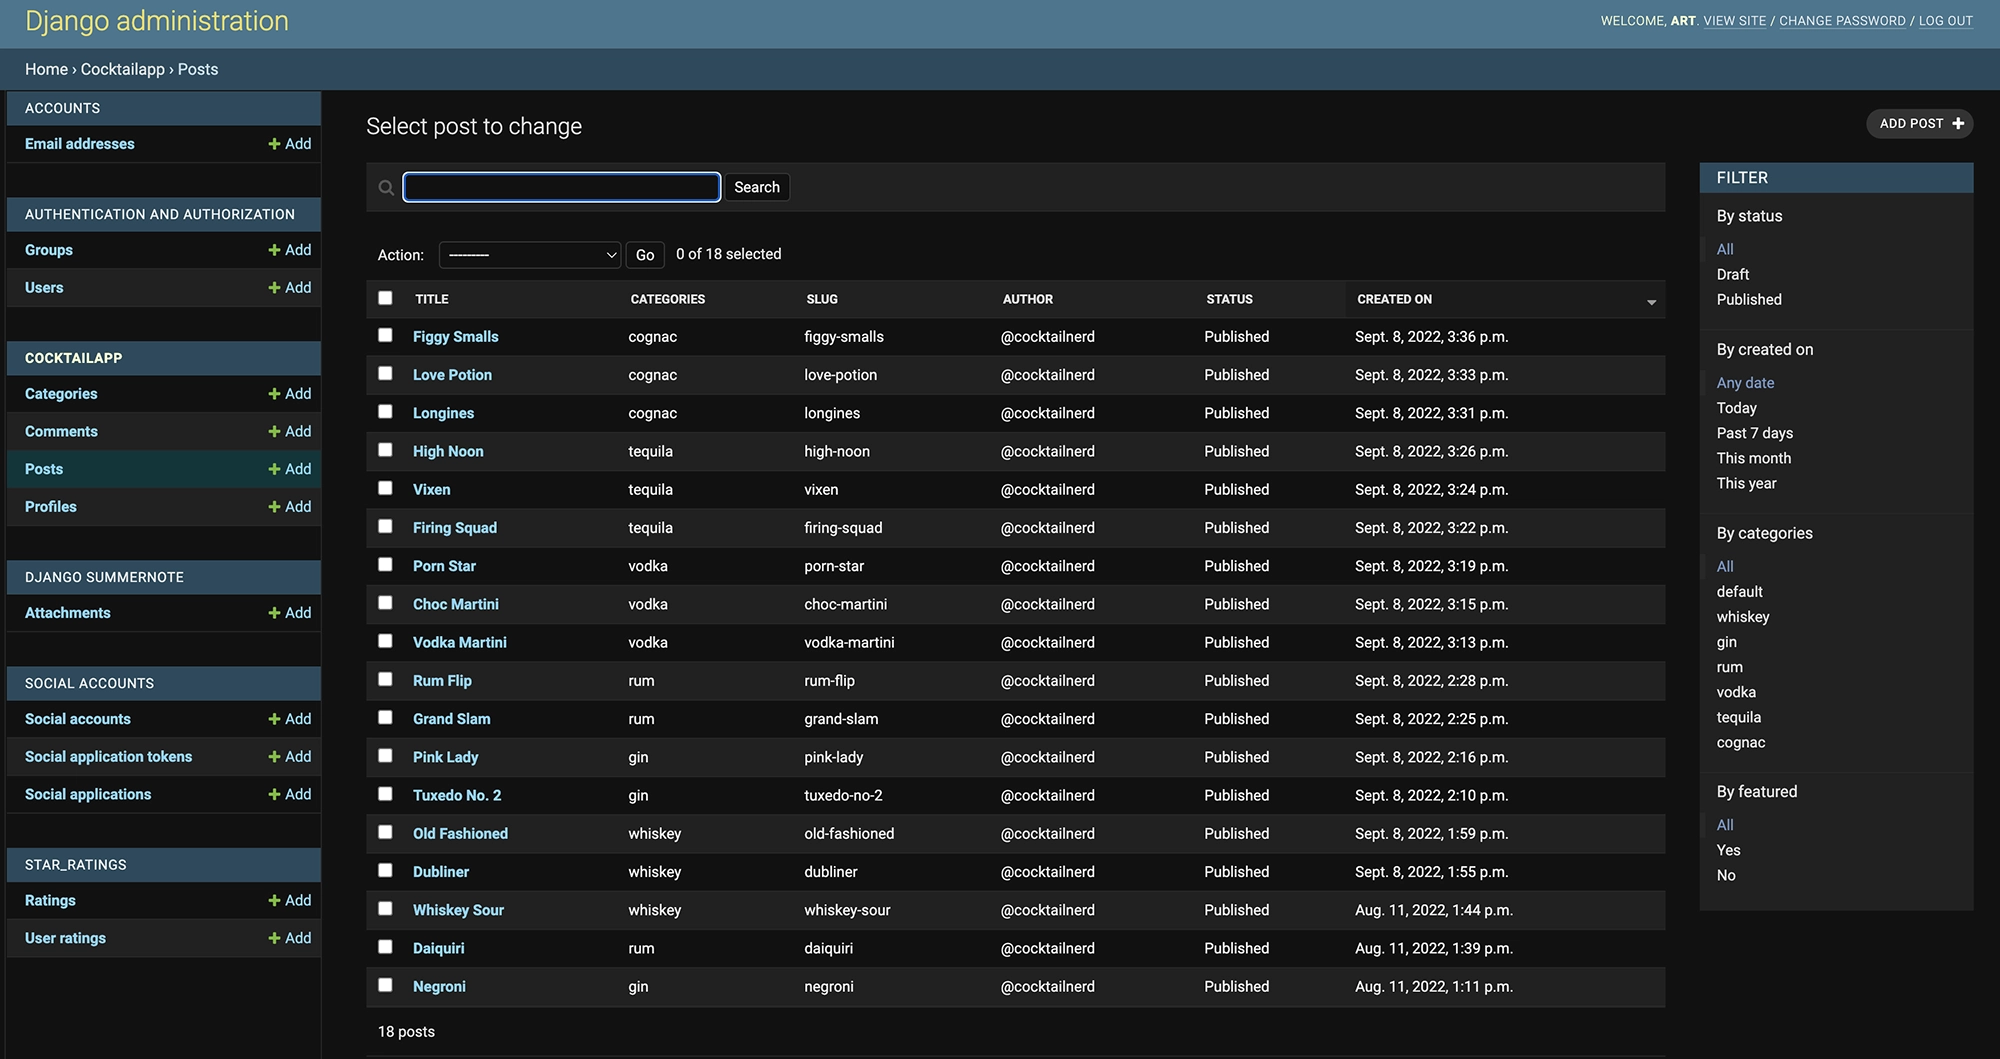 Django administration
WELCOME, ART. VIEW SITE / CHANGE PASSWORD / LOG OUT
Home › Cocktailapp › Posts
ACCOUNTS
Email addresses Add
AUTHENTICATION AND AUTHORIZATION
Groups Add
Users Add
COCKTAILAPP
Categories Add
Comments Add
Posts Add
Profiles Add
DJANGO SUMMERNOTE
Attachments Add
SOCIAL ACCOUNTS
Social accounts Add
Social application tokens Add
Social applications Add
STAR_RATINGS
Ratings Add
User ratings Add
Select post to change
ADD POST
Search
Action: --------- Go 0 of 18 selected
TITLE CATEGORIES SLUG AUTHOR STATUS CREATED ON
Figgy Smalls cognac figgy-smalls @cocktailnerd Published Sept. 8, 2022, 3:36 p.m.
Love Potion cognac love-potion @cocktailnerd Published Sept. 8, 2022, 3:33 p.m.
Longines cognac longines @cocktailnerd Published Sept. 8, 2022, 3:31 p.m.
High Noon tequila high-noon @cocktailnerd Published Sept. 8, 2022, 3:26 p.m.
Vixen tequila vixen @cocktailnerd Published Sept. 8, 2022, 3:24 p.m.
Firing Squad tequila firing-squad @cocktailnerd Published Sept. 8, 2022, 3:22 p.m.
Porn Star vodka porn-star @cocktailnerd Published Sept. 8, 2022, 3:19 p.m.
Choc Martini vodka choc-martini @cocktailnerd Published Sept. 8, 2022, 3:15 p.m.
Vodka Martini vodka vodka-martini @cocktailnerd Published Sept. 8, 2022, 3:13 p.m.
Rum Flip rum rum-flip @cocktailnerd Published Sept. 8, 2022, 2:28 p.m.
Grand Slam rum grand-slam @cocktailnerd Published Sept. 8, 2022, 2:25 p.m.
Pink Lady gin pink-lady @cocktailnerd Published Sept. 8, 2022, 2:16 p.m.
Tuxedo No. 2 gin tuxedo-no-2 @cocktailnerd Published Sept. 8, 2022, 2:10 p.m.
Old Fashioned whiskey old-fashioned @cocktailnerd Published Sept. 8, 2022, 1:59 p.m.
Dubliner whiskey dubliner @cocktailnerd Published Sept. 8, 2022, 1:55 p.m.
Whiskey Sour whiskey whiskey-sour @cocktailnerd Published Aug. 11, 2022, 1:44 p.m.
Daiquiri rum daiquiri @cocktailnerd Published Aug. 11, 2022, 1:39 p.m.
Negroni gin negroni @cocktailnerd Published Aug. 11, 2022, 1:11 p.m.
18 posts
FILTER
By status
All
Draft
Published
By created on
Any date
Today
Past 7 days
This month
This year
By categories
All
default
whiskey
gin
rum
vodka
tequila
cognac
By featured
All
Yes
No